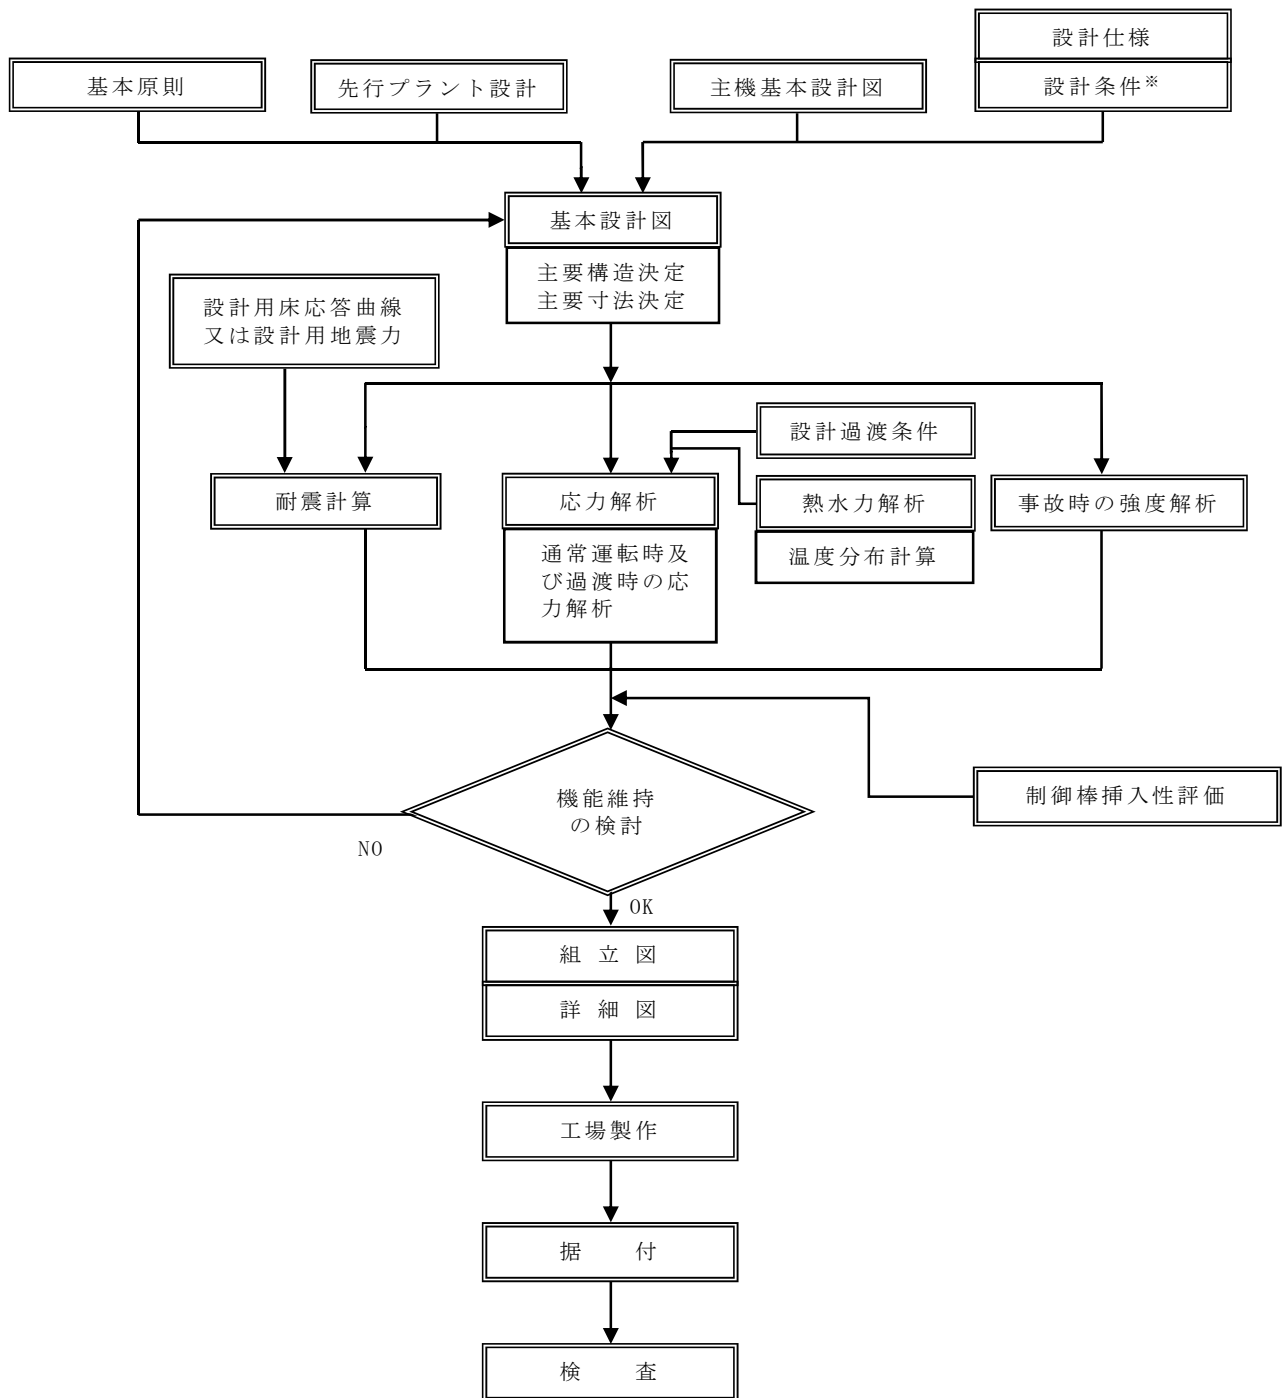 設計仕様
基本原則
先行プラント設計
主機基本設計図
設計条件※
基本設計図
主要構造決定
主要寸法決定
設計用床応答曲線
又は設計用地震力
設計過渡条件
耐震計算
応力解析
熱水力解析
事故時の強度解析
通常運転時及
び過渡時の応
力解析
温度分布計算
機能維持
の検討
制御棒挿入性評価
NO
OK
組 立 図
詳 細 図
工場製作
据 付
検 査